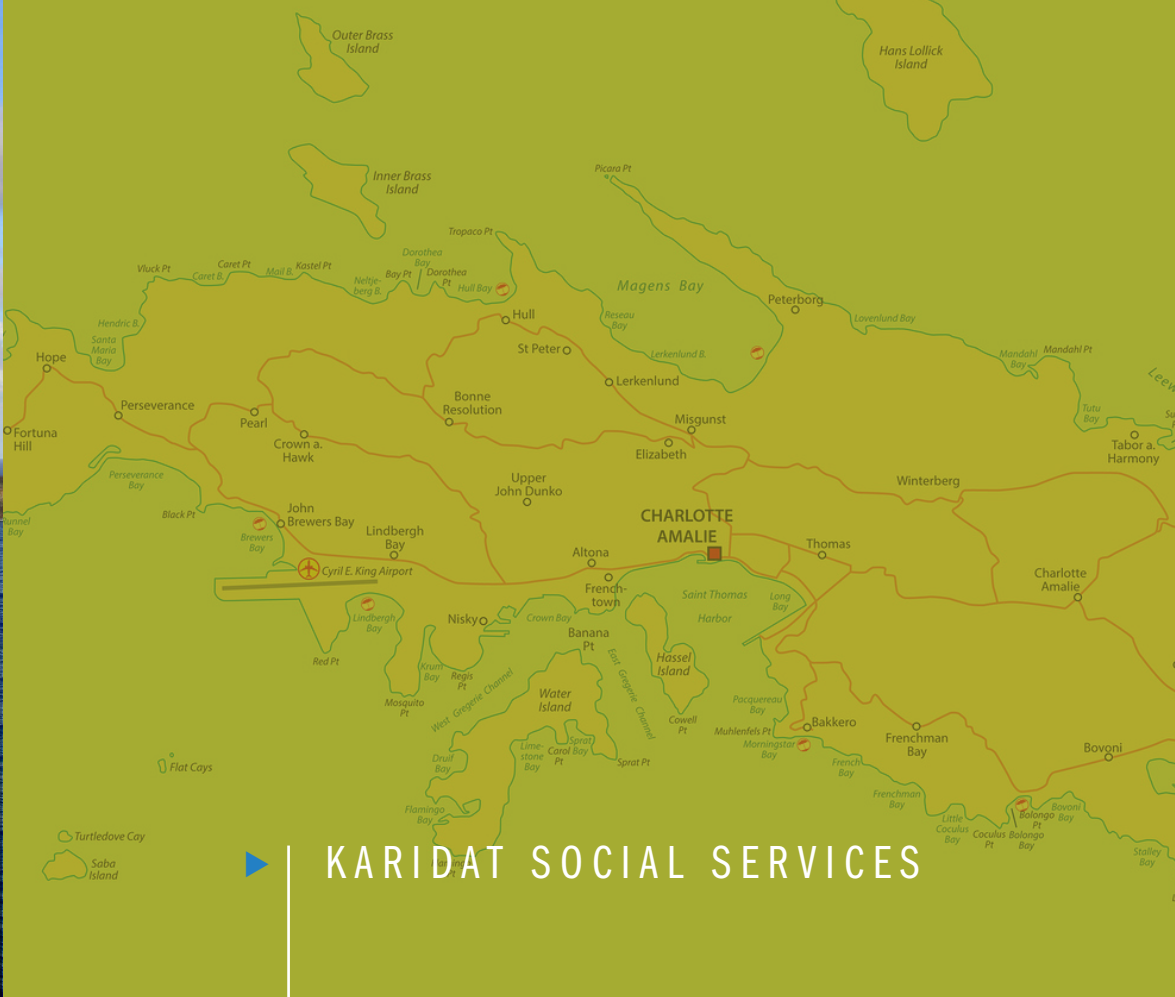 Outer Brass
Island
Hans Lollick
Island
Picara Pt
Inner Brass
Island
Tropaco Pt
Vluck Pt
Caret B.
Caret Pt
Mail B.
Kastel Pt
Neltje-
berg B.
Bay Pt
Dorothea
Bay
Dorothea
Pt
Hull Bay
Magens Bay
Peterborg
Hendric B.
Santa
Maria
Bay
Hull
Reseau
Bay
Lovenlund Bay
Hope
St Peter
Lerkenlund B.
Mandahl
Bay
Mandahl Pt
Lerkenlund
Perseverance
Pearl
Bonne
Resolution
Misgunst
Tutu
Bay
Fortuna
Hill
Crown a.
Hawk
Elizabeth
Tabor a.
Harmony
Perseverance
Bay
Upper
John Dunko
Winterberg
Black Pt
John
Brewers Bay
Brewers
Bay
Lindbergh
Bay
CHARLOTTE
AMALIE
Altona
Thomas
Cyril E. King Airport
French-
town
Charlotte
Amalie
Saint Thomas
Harbor
Long
Bay
Lindbergh
Bay
Nisky
Crown Bay
Banana
Pt
Red Pt
Krum
Bay
Regis
Pt
Hassel
Island
Mosquito
Pt
West Gregerie Channel
East Gregerie Channel
Water
Island
Cowell
Pt
Pacquereau
Bay
Muhlenfels Pt
Bakkero
Morningstar
Bay
Frenchman
Bay
Bovoni
Flat Cays
Druif
Bay
Lime-
stone
Bay
Carol
Pt
Sprat
Bay
Sprat Pt
French
Bay
Frenchman
Bay
Flamingo
Bay
Little
Coculus
Bay
Coculus
Pt
Bolongo
Bay
Bolongo
Pt
Bovoni
Bay
Stalley
Bay
Turtledove Cay
Saba
Island
KARIDAT SOCIAL SERVICES